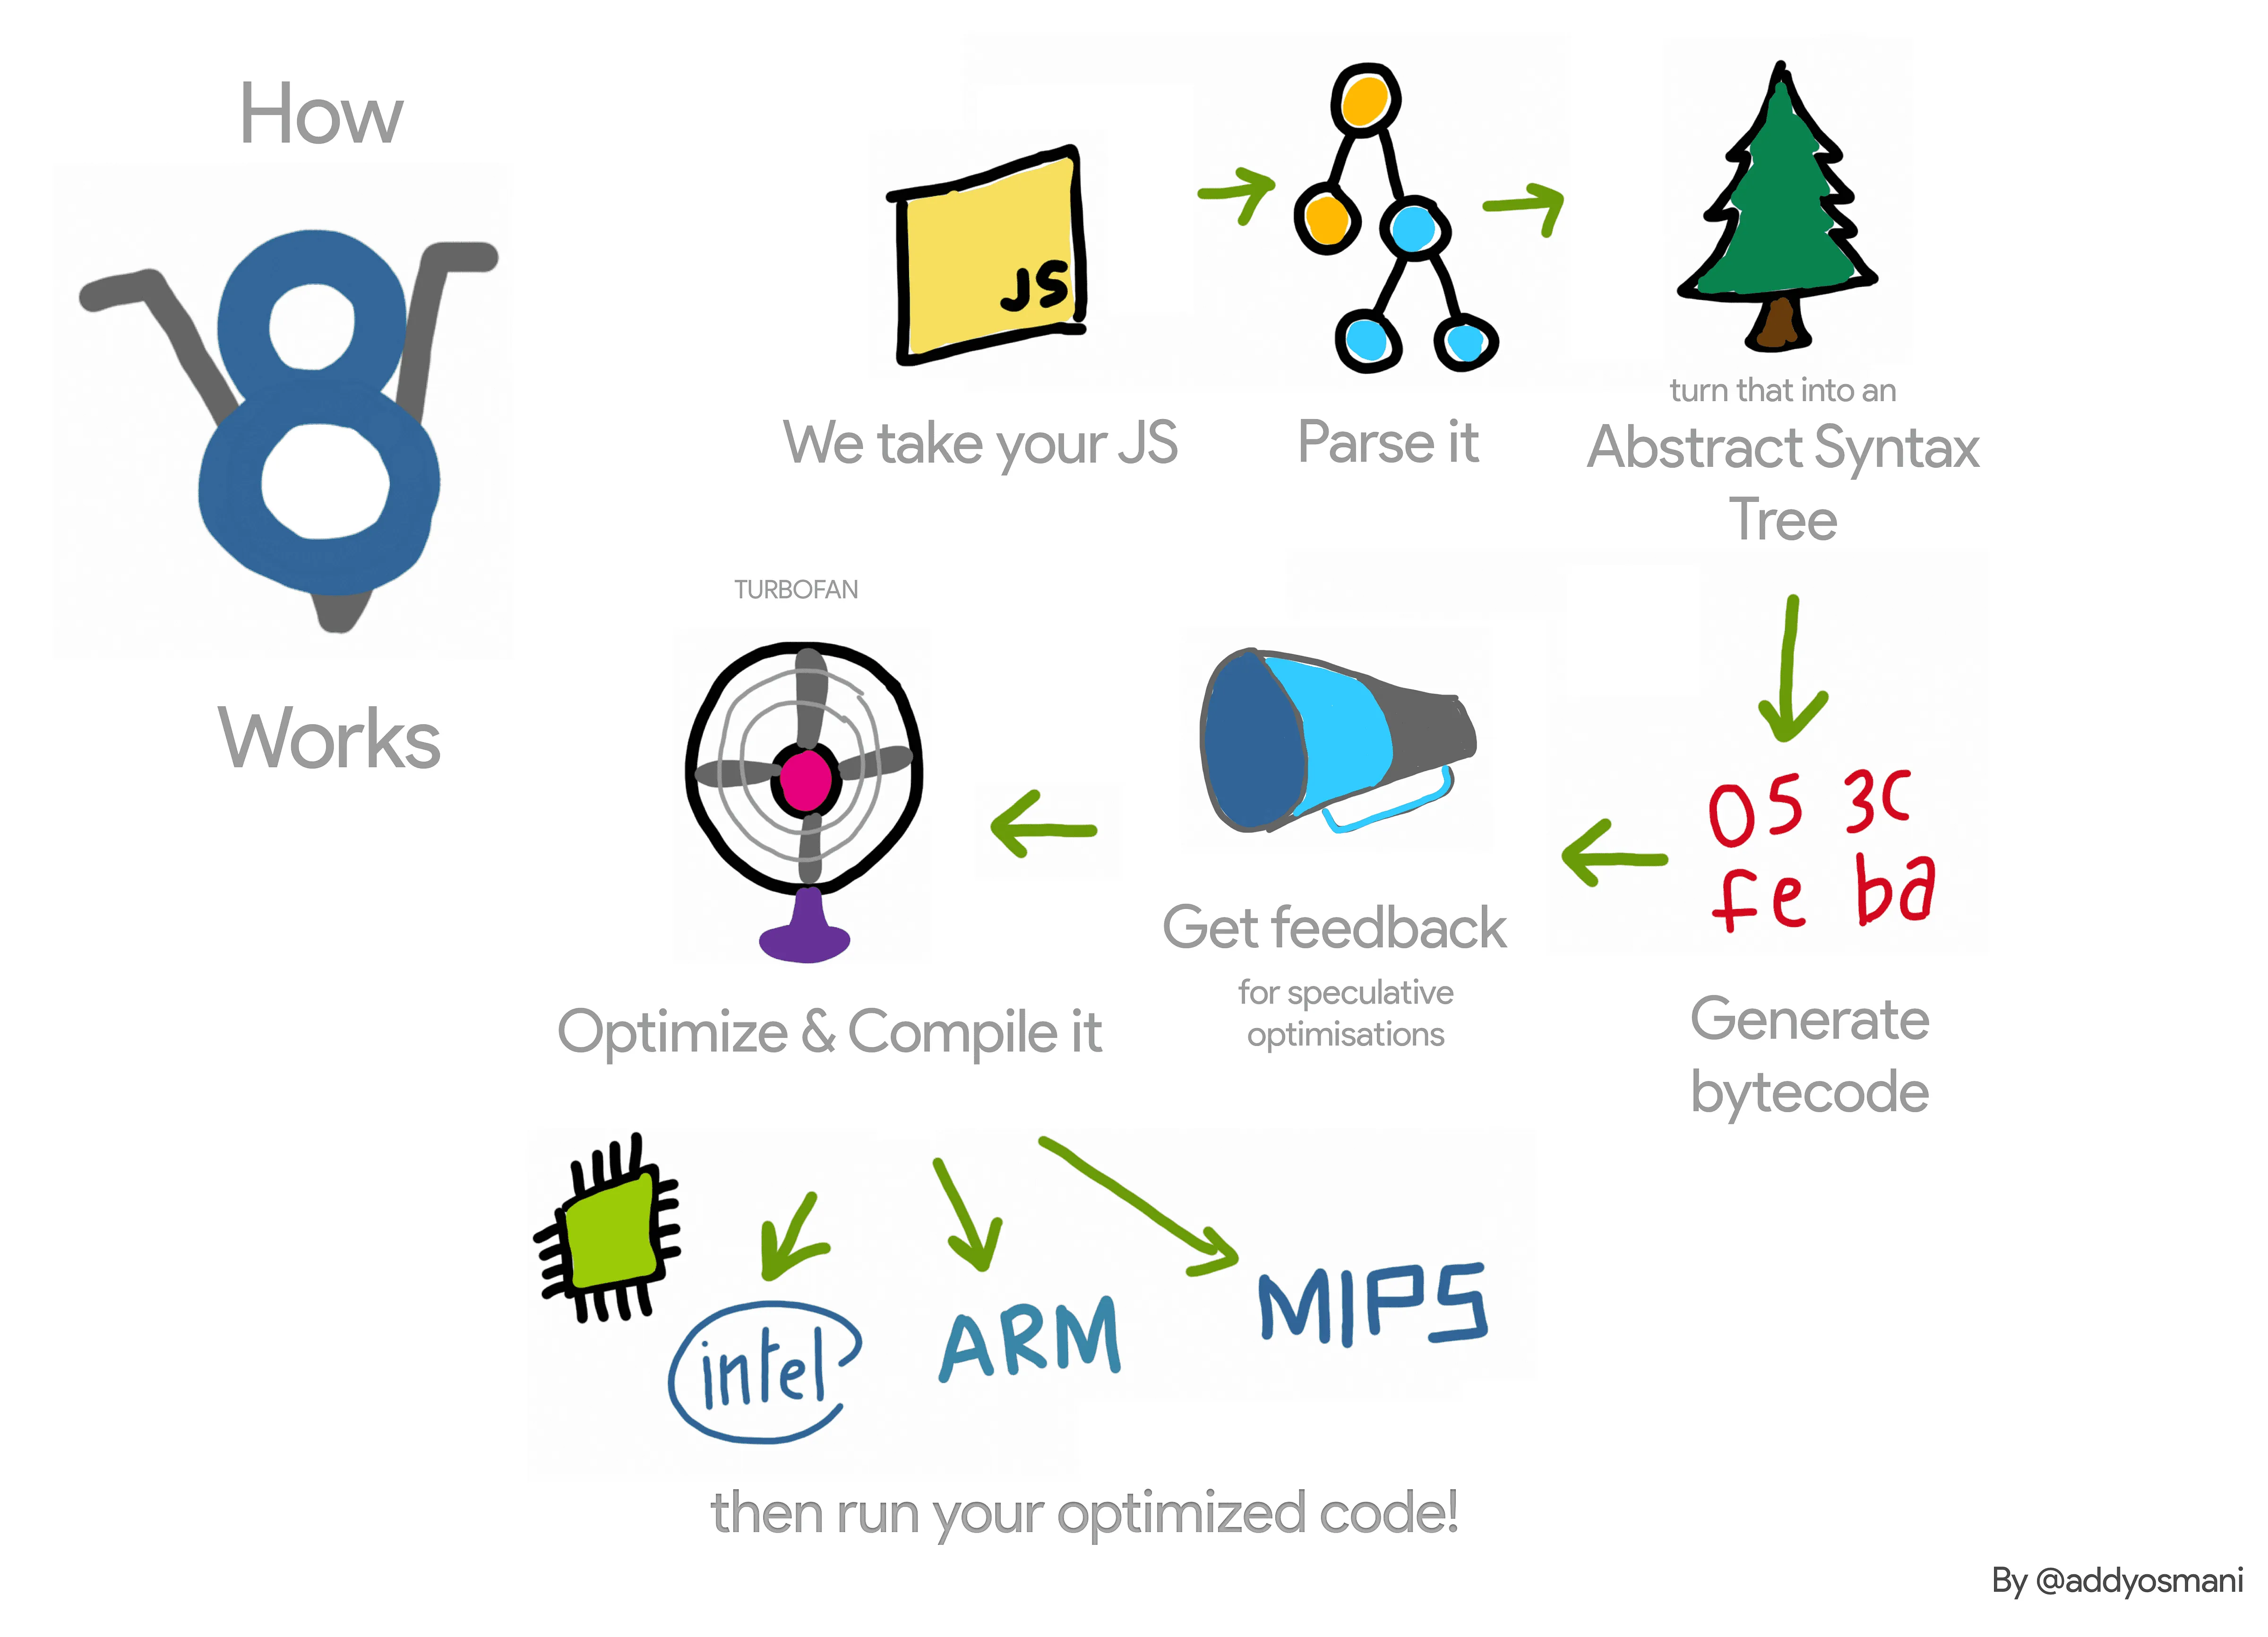 How
8
Works
JS
We take your JS
Parse it
turn that into an
Abstract Syntax
Tree
05 3C
fe ba
Generate
bytecode
Get feedback
for speculative
optimisations
TURBOFAN
Optimize & Compile it
intel
ARM
MIPS
then run your optimized code!
By @addyosmani